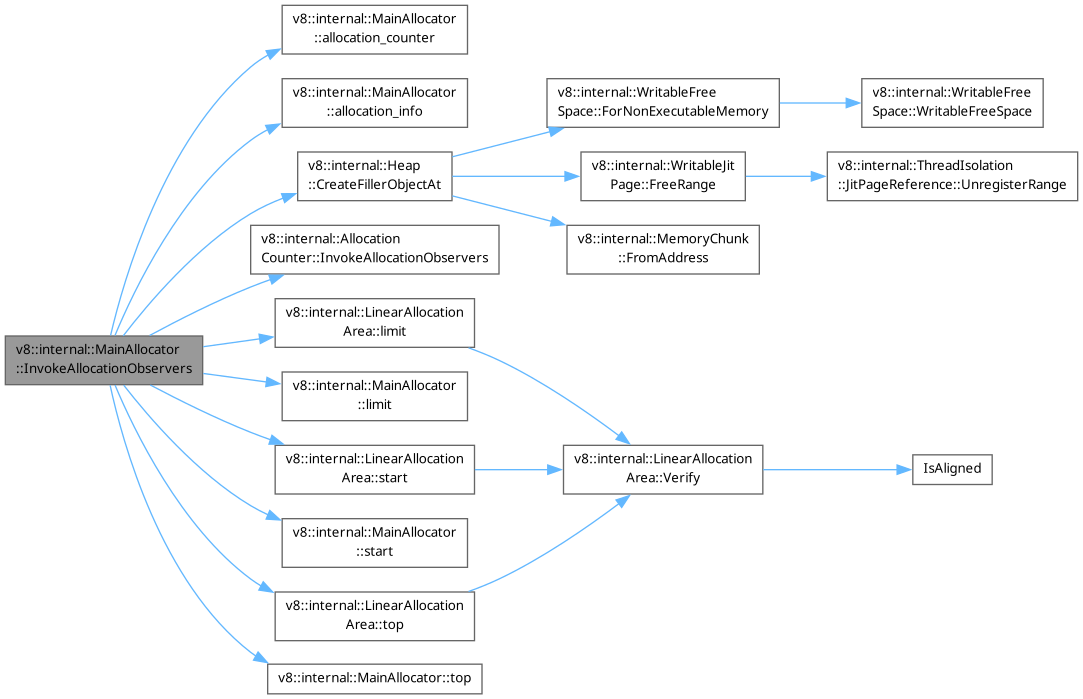 v8::internal::MainAllocator
::allocation_counter
v8::internal::MainAllocator
::allocation_info
v8::internal::WritableFree
Space::ForNonExecutableMemory
v8::internal::WritableFree
Space::WritableFreeSpace
v8::internal::Heap
::CreateFillerObjectAt
v8::internal::WritableJit
Page::FreeRange
v8::internal::ThreadIsolation
::JitPageReference::UnregisterRange
v8::internal::Allocation
Counter::InvokeAllocationObservers
v8::internal::MemoryChunk
::FromAddress
v8::internal::LinearAllocation
Area::limit
v8::internal::MainAllocator
::InvokeAllocationObservers
v8::internal::MainAllocator
::limit
v8::internal::LinearAllocation
Area::start
v8::internal::LinearAllocation
Area::Verify
IsAligned
v8::internal::MainAllocator
::start
v8::internal::LinearAllocation
Area::top
v8::internal::MainAllocator::top